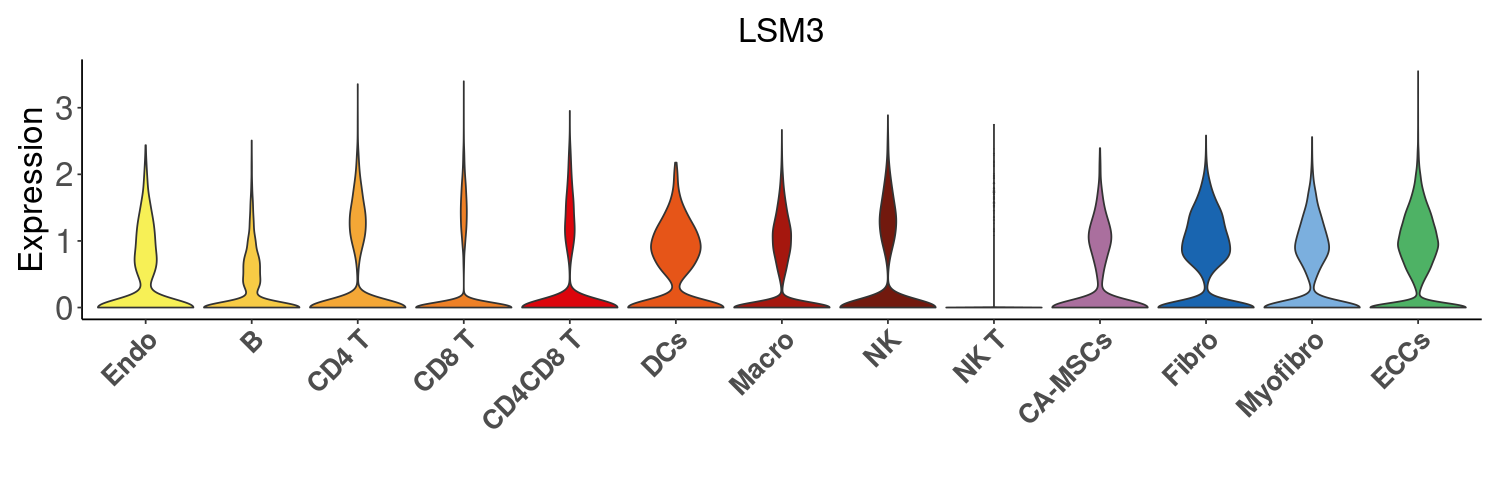 LSM3
Expression
3
2
1
0
Endo
B
CD4 T
CD8 T
CD4CD8 T
DCs
Macro
NK
NK T
CA-MSCs
Fibro
Myofibro
ECCs